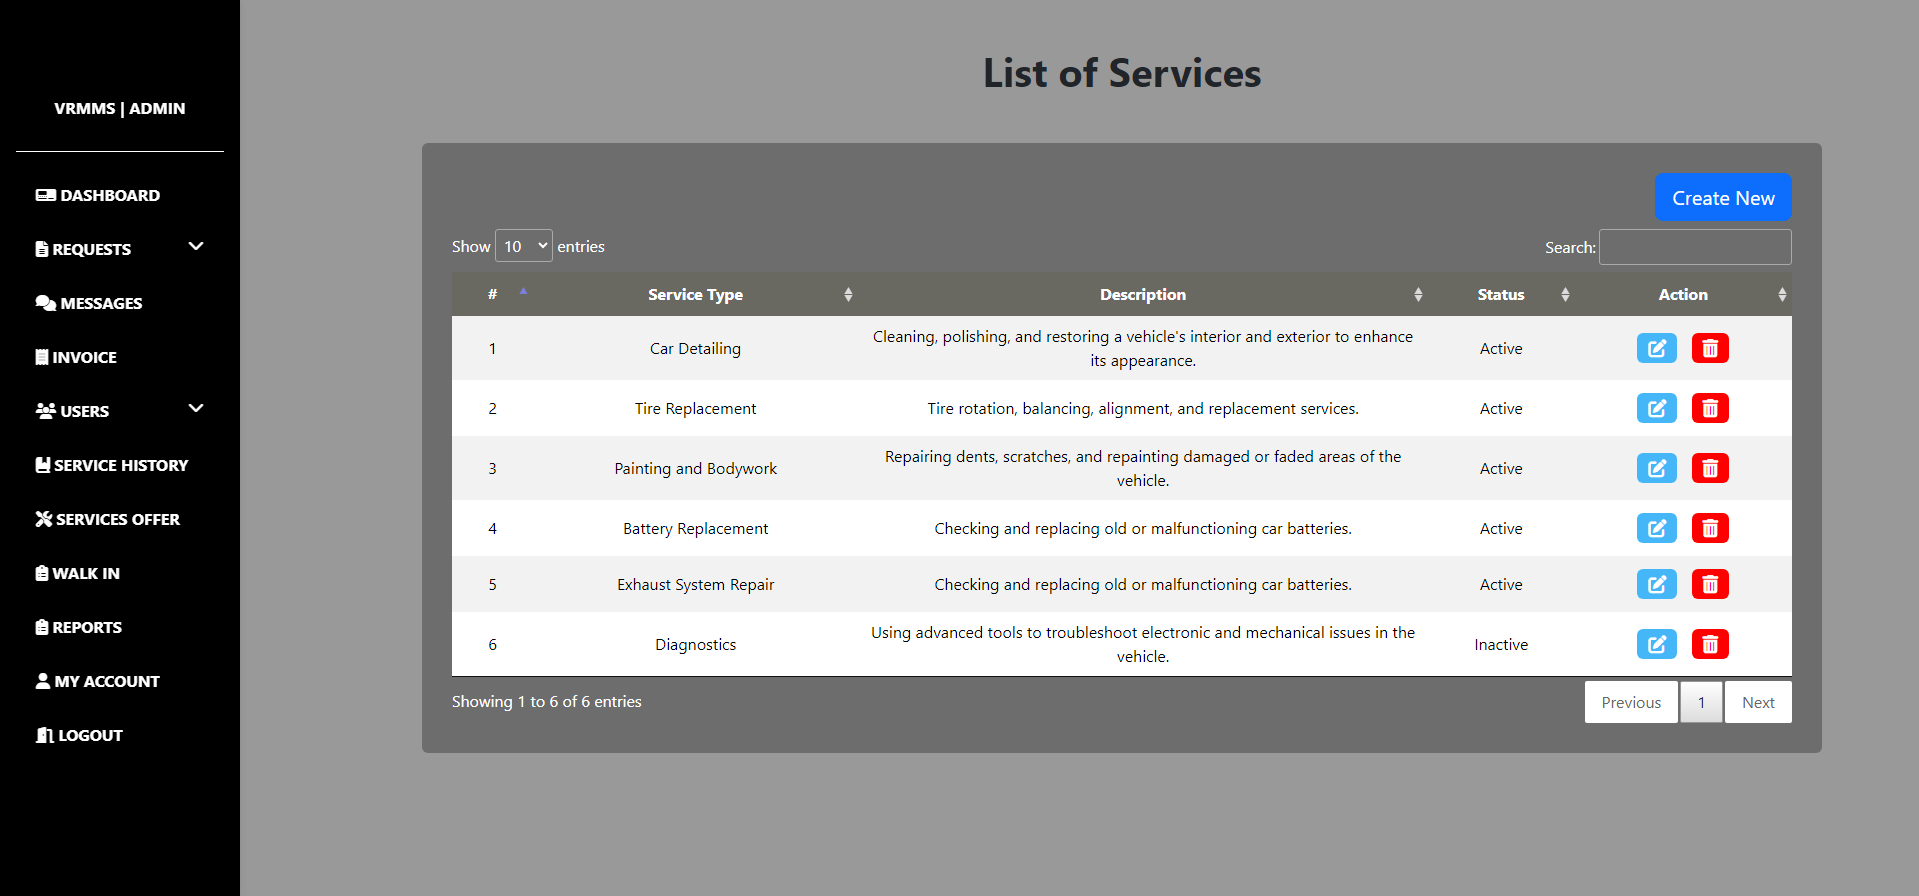 VRMMS | ADMIN
DASHBOARD
REQUESTS
MESSAGES
INVOICE
USERS
SERVICE HISTORY
SERVICES OFFER
WALK IN
REPORTS
MY ACCOUNT
LOGOUT
List of Services
Create New
Show 10 entries
Search:
# Service Type Description Status Action
1 Car Detailing Cleaning, polishing, and restoring a vehicle's interior and exterior to enhance
its appearance. Active
2 Tire Replacement Tire rotation, balancing, alignment, and replacement services. Active
3 Painting and Bodywork Repairing dents, scratches, and repainting damaged or faded areas of the
vehicle. Active
4 Battery Replacement Checking and replacing old or malfunctioning car batteries. Active
5 Exhaust System Repair Checking and replacing old or malfunctioning car batteries. Active
6 Diagnostics Using advanced tools to troubleshoot electronic and mechanical issues in the
vehicle. Inactive
Showing 1 to 6 of 6 entries
Previous 1 Next